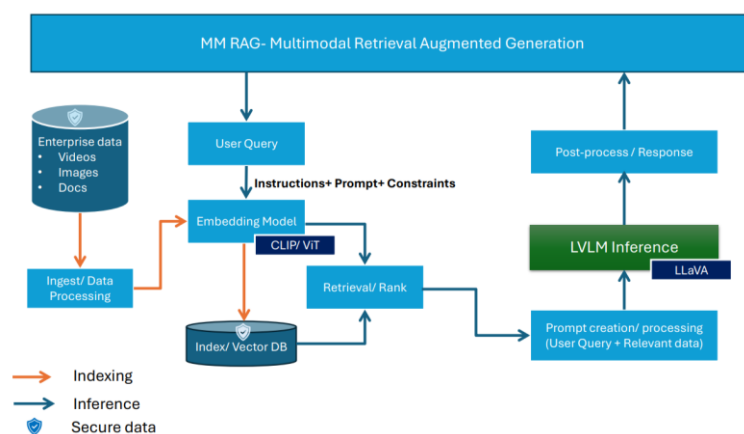 MM RAG- Multimodal Retrieval Augmented Generation
Enterprise data
• Videos
• Images
• Docs
User Query
Post-process / Response
Instructions+ Prompt+ Constraints
Embedding Model
CLIP/ ViT
LVLM Inference
LLaVA
Ingest/ Data
Processing
Retrieval/ Rank
Index/ Vector DB
Prompt creation/ processing
(User Query + Relevant data)
Indexing
Inference
Secure data